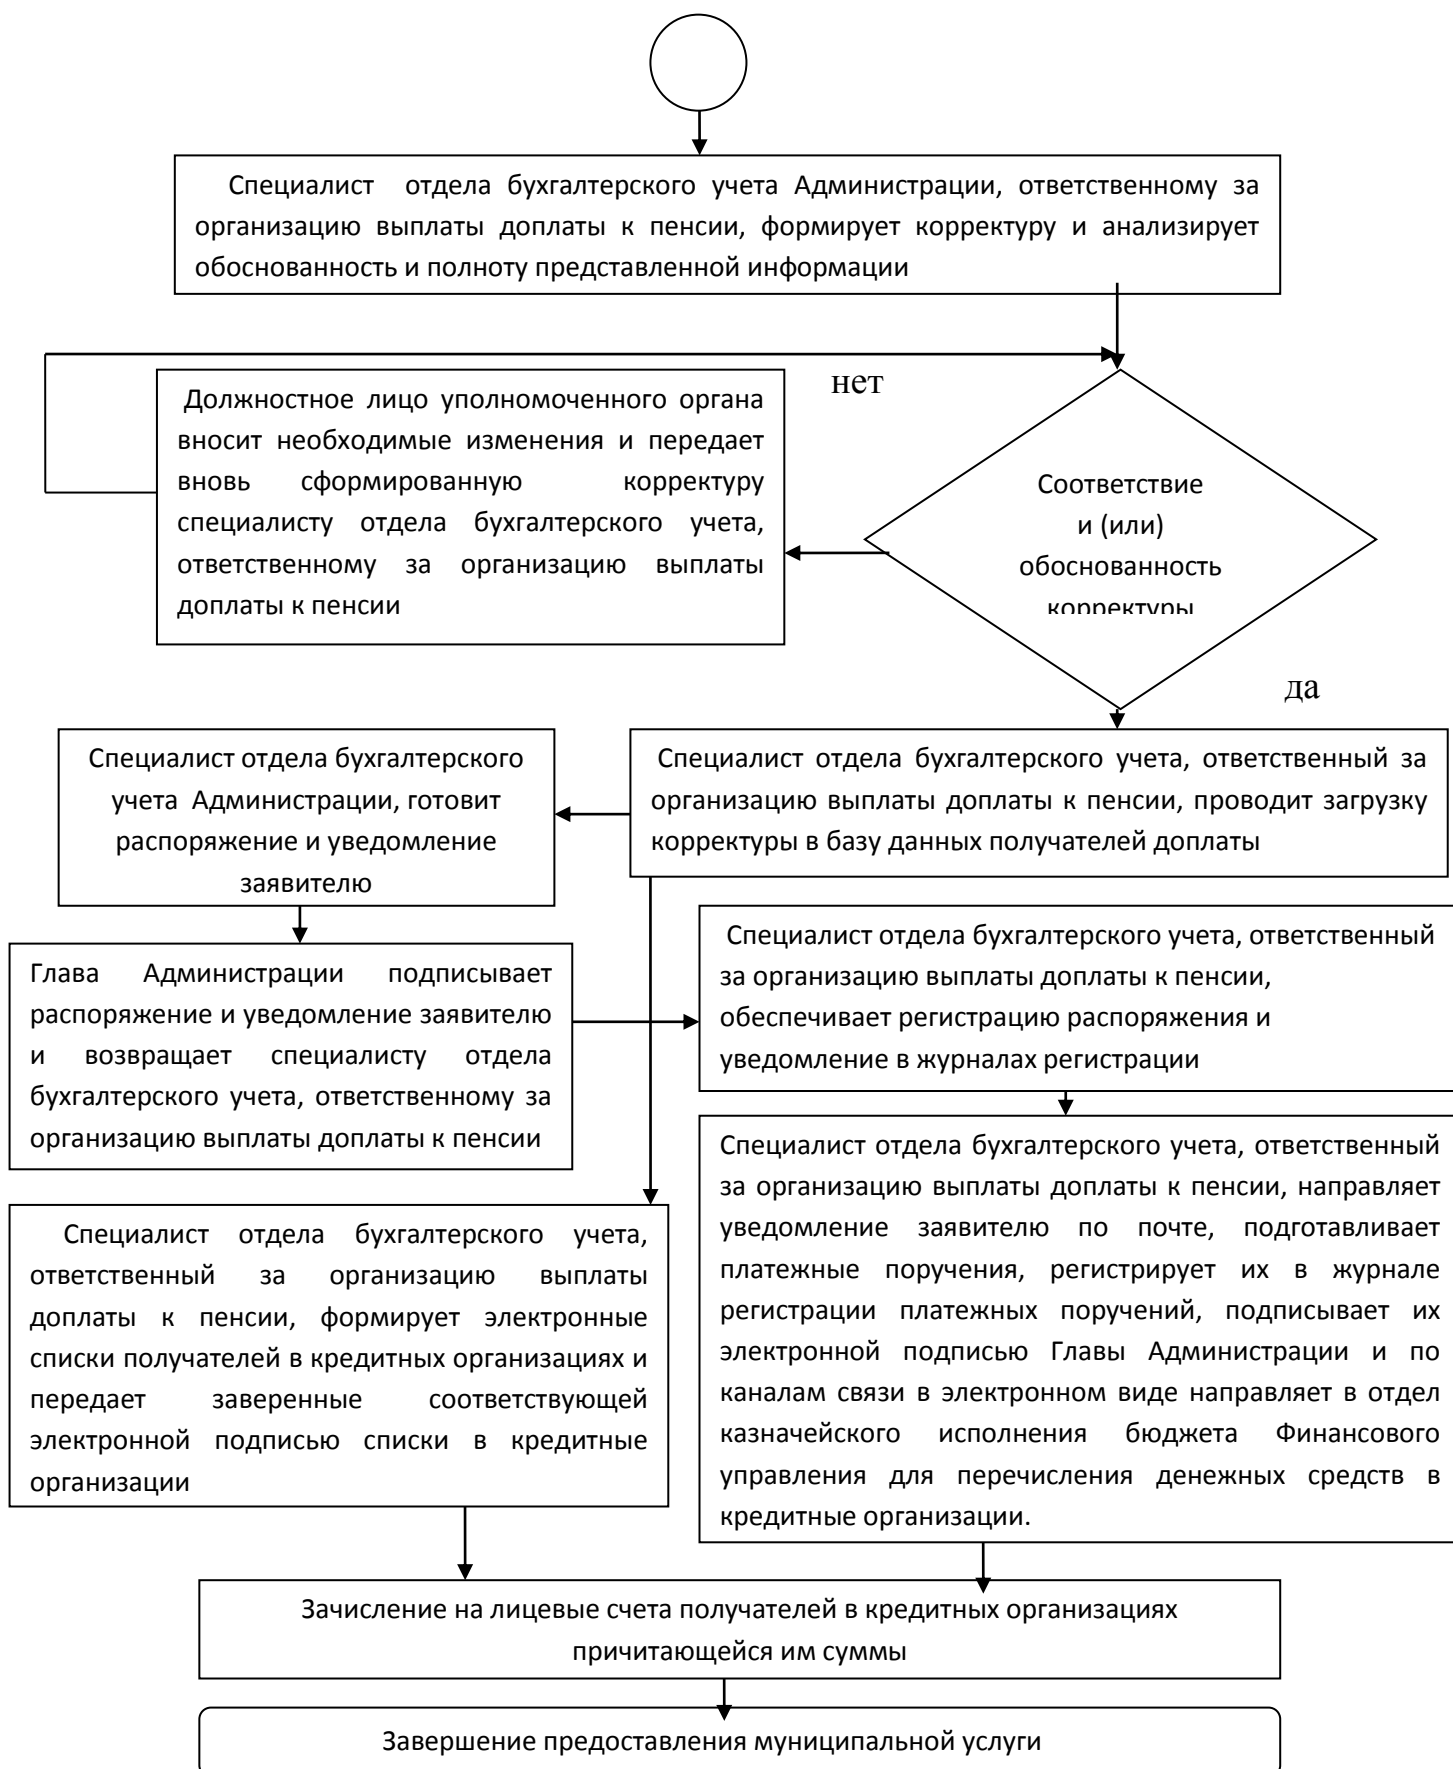 Специалист отдела бухгалтерского учета Администрации, ответственному за
организацию выплаты доплаты к пенсии, формирует корректуру и анализирует
обоснованность и полноту представленной информации
нет
Должностное лицо уполномоченного органа
вносит необходимые изменения и передает
вновь сформированную корректуру
специалисту отдела бухгалтерского учета,
ответственному за организацию выплаты
доплаты к пенсии
Соответствие
и (или)
обоснованность
корректуры
да
Специалист отдела бухгалтерского
учета Администрации, готовит
распоряжение и уведомление
заявителю
Специалист отдела бухгалтерского учета, ответственный за
организацию выплаты доплаты к пенсии, проводит загрузку
корректуры в базу данных получателей доплаты
Глава Администрации подписывает
распоряжение и уведомление заявителю
и возвращает специалисту отдела
бухгалтерского учета, ответственному за
организацию выплаты доплаты к пенсии
Специалист отдела бухгалтерского учета, ответственный
за организацию выплаты доплаты к пенсии,
обеспечивает регистрацию распоряжения и
уведомление в журналах регистрации
Специалист отдела бухгалтерского учета,
ответственный за организацию выплаты
доплаты к пенсии, формирует электронные
списки получателей в кредитных организациях и
передает заверенные соответствующей
электронной подписью списки в кредитные
организации
Специалист отдела бухгалтерского учета, ответственный
за организацию выплаты доплаты к пенсии, направляет
уведомление заявителю по почте, подготавливает
платежные поручения, регистрирует их в журнале
регистрации платежных поручений, подписывает их
электронной подписью Главы Администрации и по
каналам связи в электронном виде направляет в отдел
казначейского исполнения бюджета Финансового
управления для перечисления денежных средств в
кредитные организации.
Зачисление на лицевые счета получателей в кредитных организациях
причитающейся им суммы
Завершение предоставления муниципальной услуги